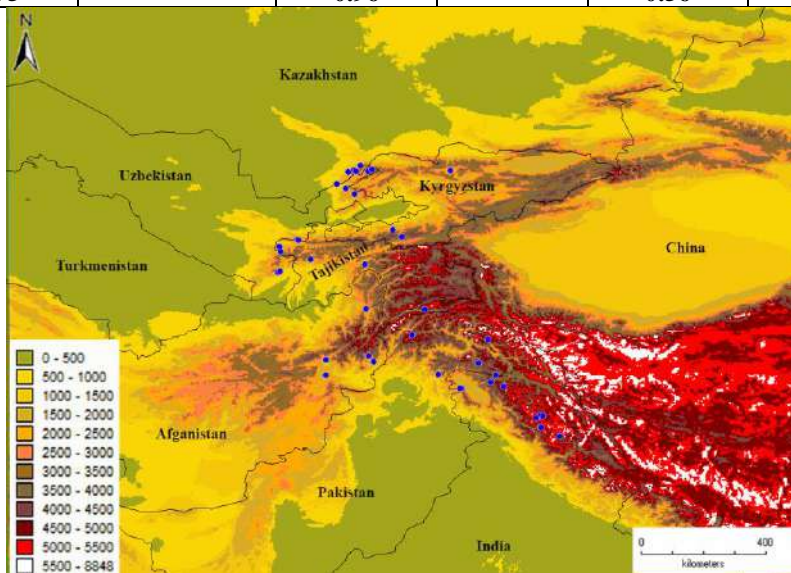 N
Kazakhstan
Uzbekistan
Kyrgyzstan
Turkmenistan
Tajikistan
China
0 - 500
500 - 1000
1000 - 1500
1500 - 2000
2000 - 2500
2500 - 3000
3000 - 3500
3500 - 4000
4000 - 4500
4500 - 5000
5000 - 5500
5500 - 8848
Afganistan
Pakistan
India
0 400
kilometers